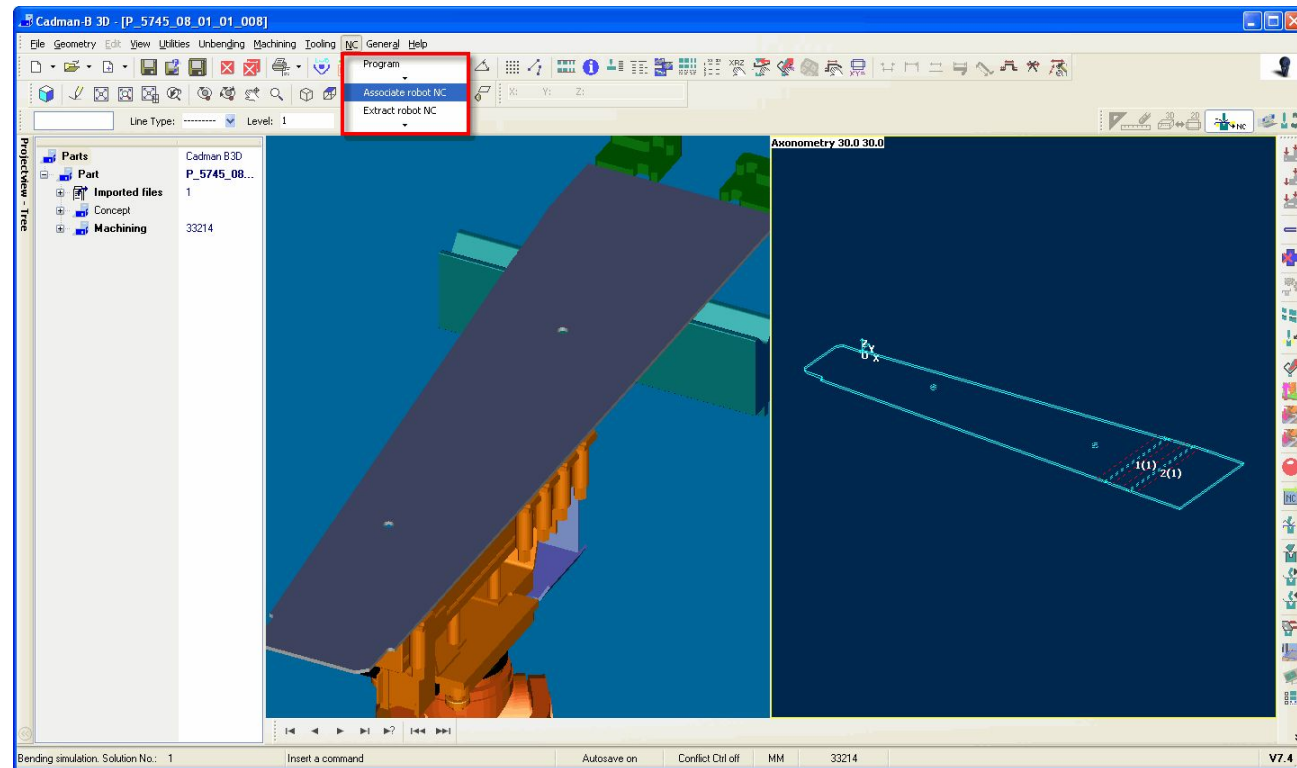 Cadman-B 3D - [P_5745_08_01_01_008]
File Geometry Edit View Utilities Unbending Machining Tooling NC General Help
Program
Associate robot NC
Extract robot NC
X: Y: Z:
Line Type: Level: 1
NC
Projectview - Tree
Parts Cadman B3D
Part P_5745_08...
Imported files 1
Concept
Machining 33214
Axonometry 30.0 30.0
Z Y
0 X
1(1)
2(1)
NC
Bending simulation. Solution No.: 1 Insert a command Autosave on Conflict Ctrl off MM 33214 V7.4